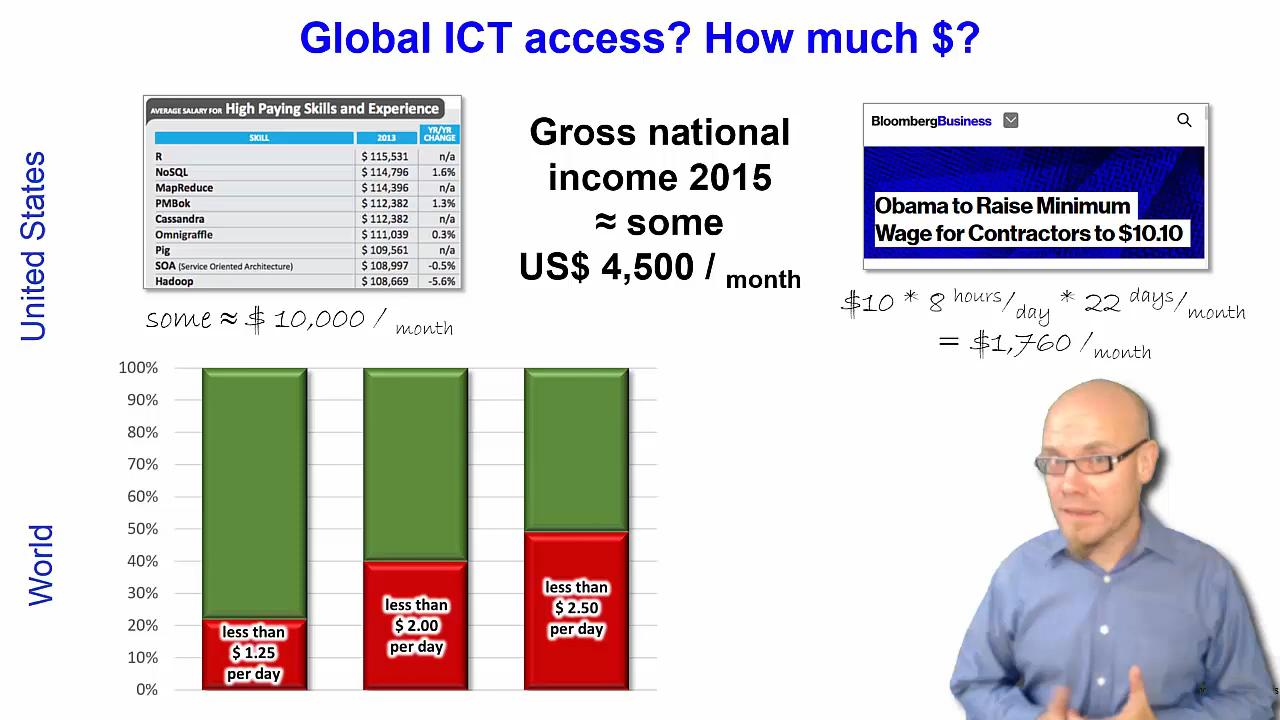 Global ICT access? How much $?
United States
AVERAGE SALARY FOR High Paying Skills and Experience
SKILL 2013 YR/YR CHANGE
R $ 115,531 n/a
NoSQL $ 114,796 1.6%
MapReduce $ 114,396 n/a
PMBok $ 112,382 1.3%
Cassandra $ 112,382 n/a
Omnigraffle $ 111,039 0.3%
Pig $ 109,561 n/a
SOA (Service Oriented Architecture) $ 108,997 -0.5%
Hadoop $ 108,669 -5.6%
some ≈ $ 10,000 / month
Gross national
income 2015
≈ some
US$ 4,500 / month
BloombergBusiness
Obama to Raise Minimum
Wage for Contractors to $10.10
$10 * 8 hours/day * 22 days/month
= $1,760 /month
World
100%
90%
80%
70%
60%
50%
40%
30%
20%
10%
0%
less than
$ 1.25
per day
less than
$ 2.00
per day
less than
$ 2.50
per day